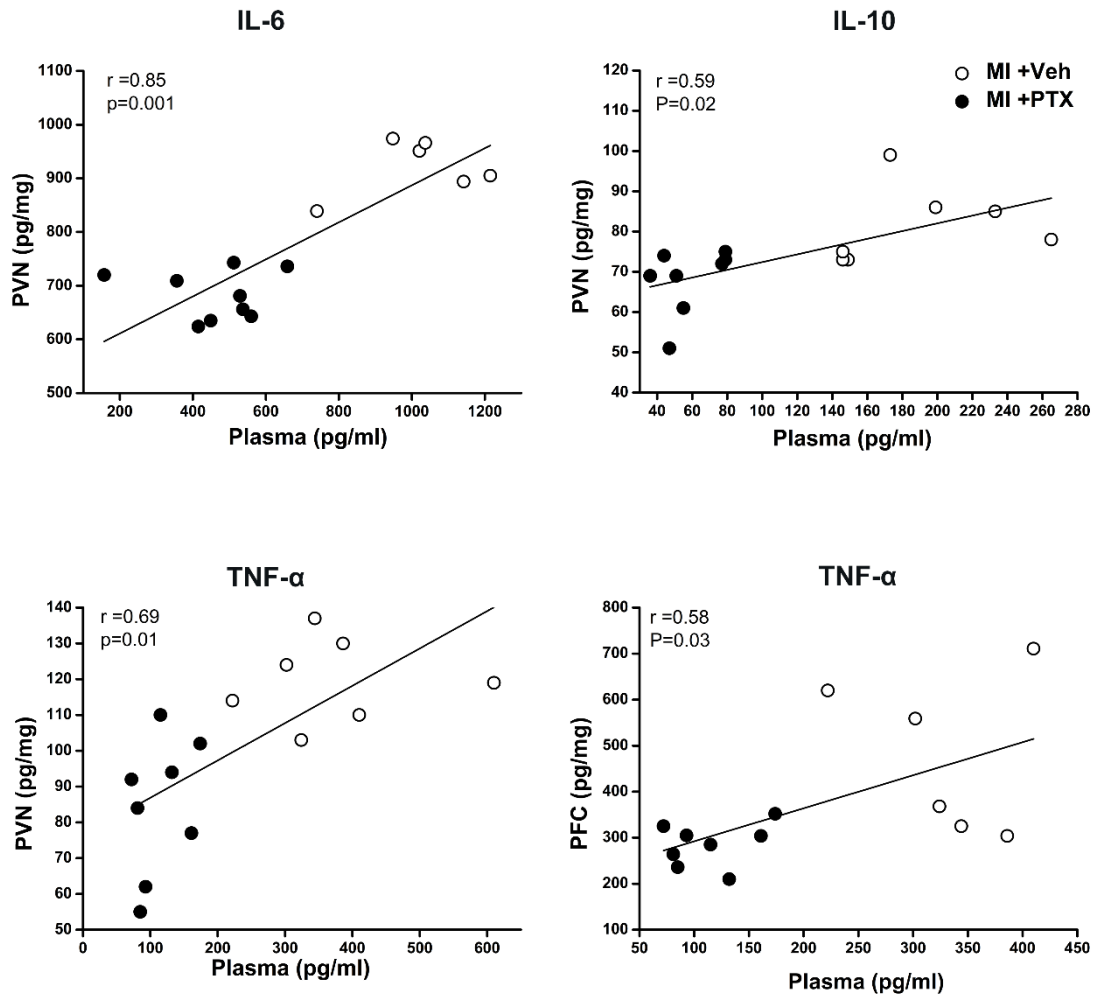 IL-6
r =0.85
p=0.001
1100
1000
900
800
700
600
500
PVN (pg/mg)
200 400 600 800 1000 1200
Plasma (pg/ml)
IL-10
MI +Veh
MI +PTX
r =0.59
P=0.02
120
110
100
90
80
70
60
50
40
PVN (pg/mg)
40 60 80 100 120 140 160 180 200 220 240 260 280
Plasma (pg/ml)
TNF-α
r =0.69
p=0.01
140
130
120
110
100
90
80
70
60
50
PVN (pg/mg)
0 100 200 300 400 500 600
Plasma (pg/ml)
TNF-α
r =0.58
P=0.03
800
700
600
500
400
300
200
100
PFC (pg/mg)
50 100 150 200 250 300 350 400 450
Plasma (pg/ml)